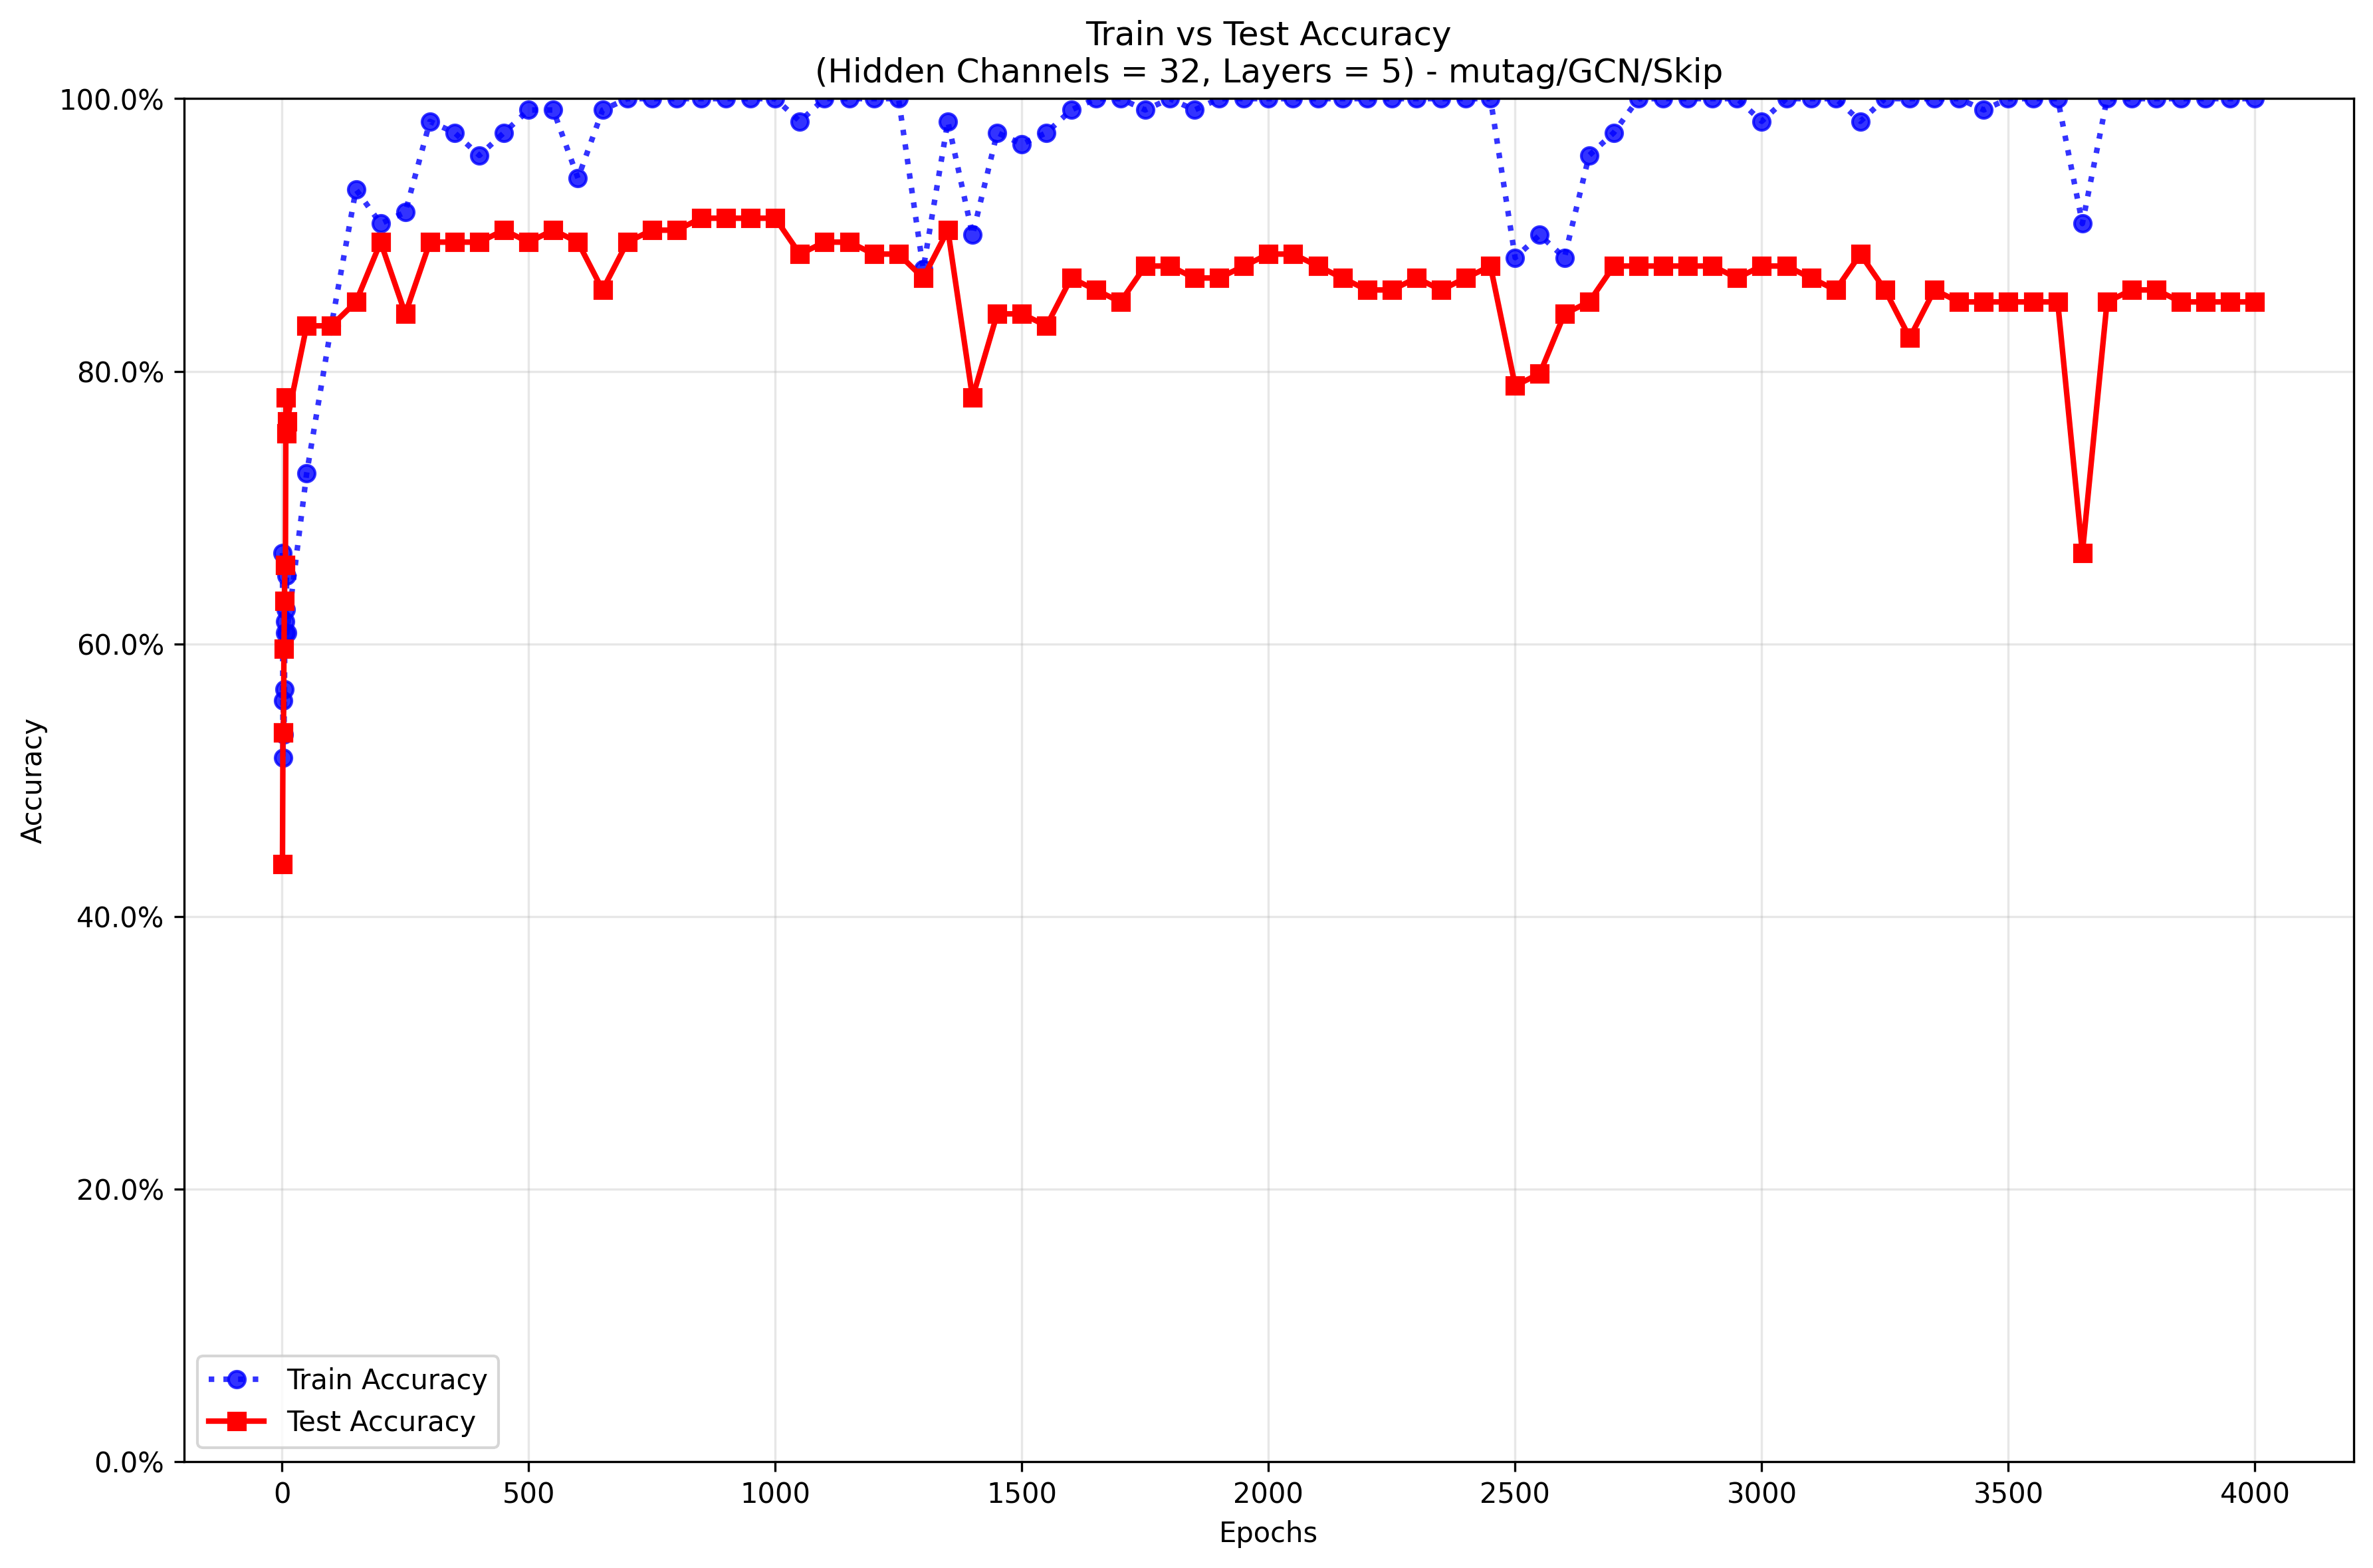 Train vs Test Accuracy
(Hidden Channels = 32, Layers = 5) - mutag/GCN/Skip
Accuracy
100.0%
80.0%
60.0%
40.0%
20.0%
0.0%
Train Accuracy
Test Accuracy
0 500 1000 1500 2000 2500 3000 3500 4000
Epochs